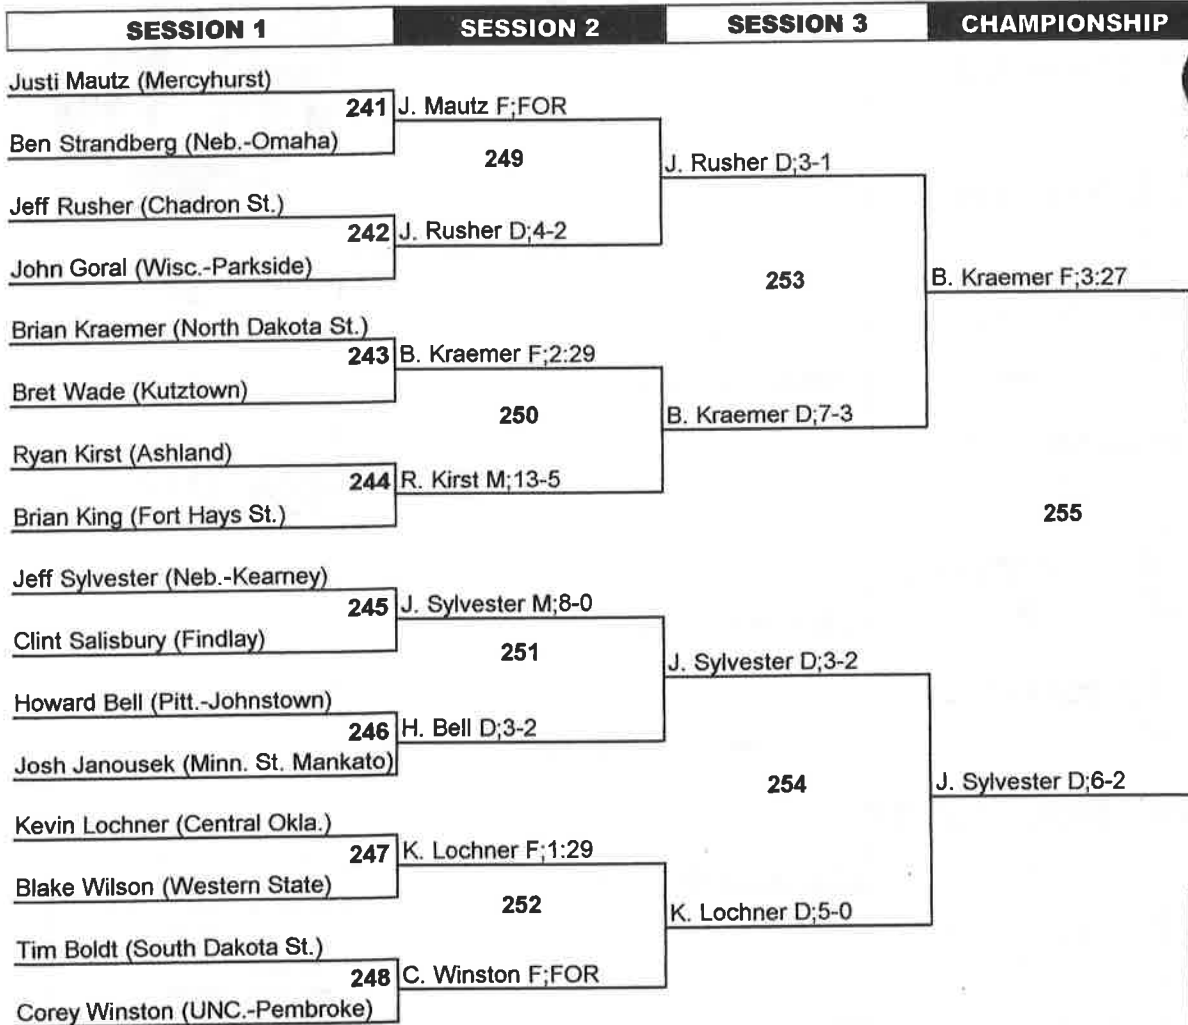 SESSION 1 SESSION 2 SESSION 3 CHAMPIONSHIP
Justi Mautz (Mercyhurst)
241 J. Mautz F;FOR
Ben Strandberg (Neb.-Omaha)
249
J. Rusher D;3-1
Jeff Rusher (Chadron St.)
242 J. Rusher D;4-2
John Goral (Wisc.-Parkside)
253
B. Kraemer F;3:27
Brian Kraemer (North Dakota St.)
243 B. Kraemer F;2:29
Bret Wade (Kutztown)
250
B. Kraemer D;7-3
Ryan Kirst (Ashland)
244 R. Kirst M;13-5
Brian King (Fort Hays St.)
255
Jeff Sylvester (Neb.-Kearney)
245 J. Sylvester M;8-0
Clint Salisbury (Findlay)
251
J. Sylvester D;3-2
Howard Bell (Pitt.-Johnstown)
246 H. Bell D;3-2
Josh Janousek (Minn. St. Mankato)
254
J. Sylvester D;6-2
Kevin Lochner (Central Okla.)
247 K. Lochner F;1:29
Blake Wilson (Western State)
252
K. Lochner D;5-0
Tim Boldt (South Dakota St.)
248 C. Winston F;FOR
Corey Winston (UNC.-Pembroke)